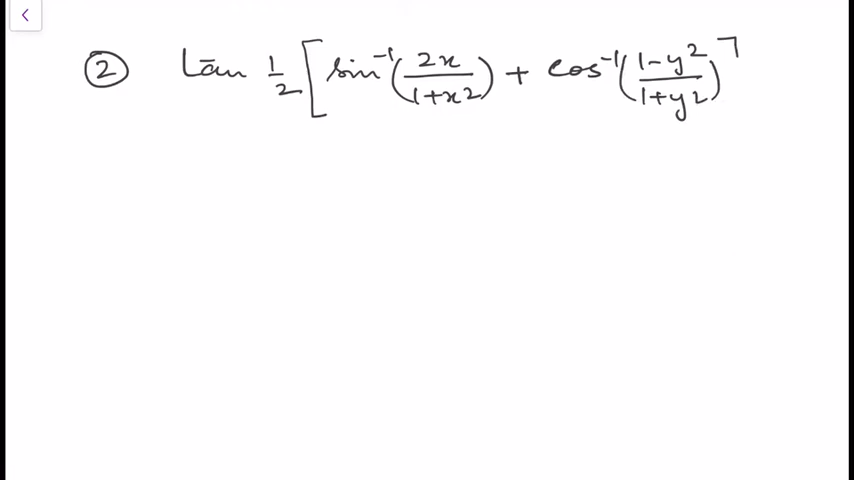 ② tan 1/2 [sin⁻¹(2x/1+x²) + cos⁻¹(1-y²/1+y²)]